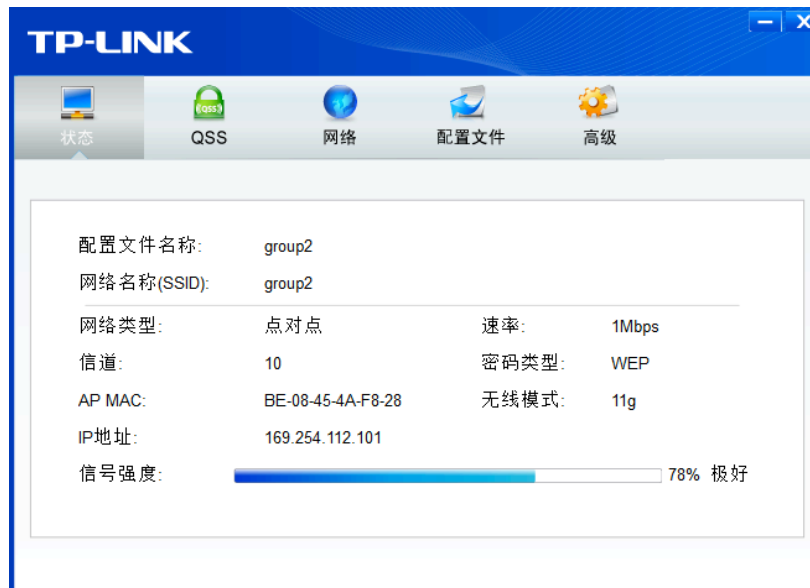 TP-LINK
状态 QSS 网络 配置文件 高级
配置文件名称: group2
网络名称(SSID): group2
网络类型: 点对点 速率: 1Mbps
信道: 10 密码类型: WEP
AP MAC: BE-08-45-4A-F8-28 无线模式: 11g
IP地址: 169.254.112.101
信号强度: 78% 极好